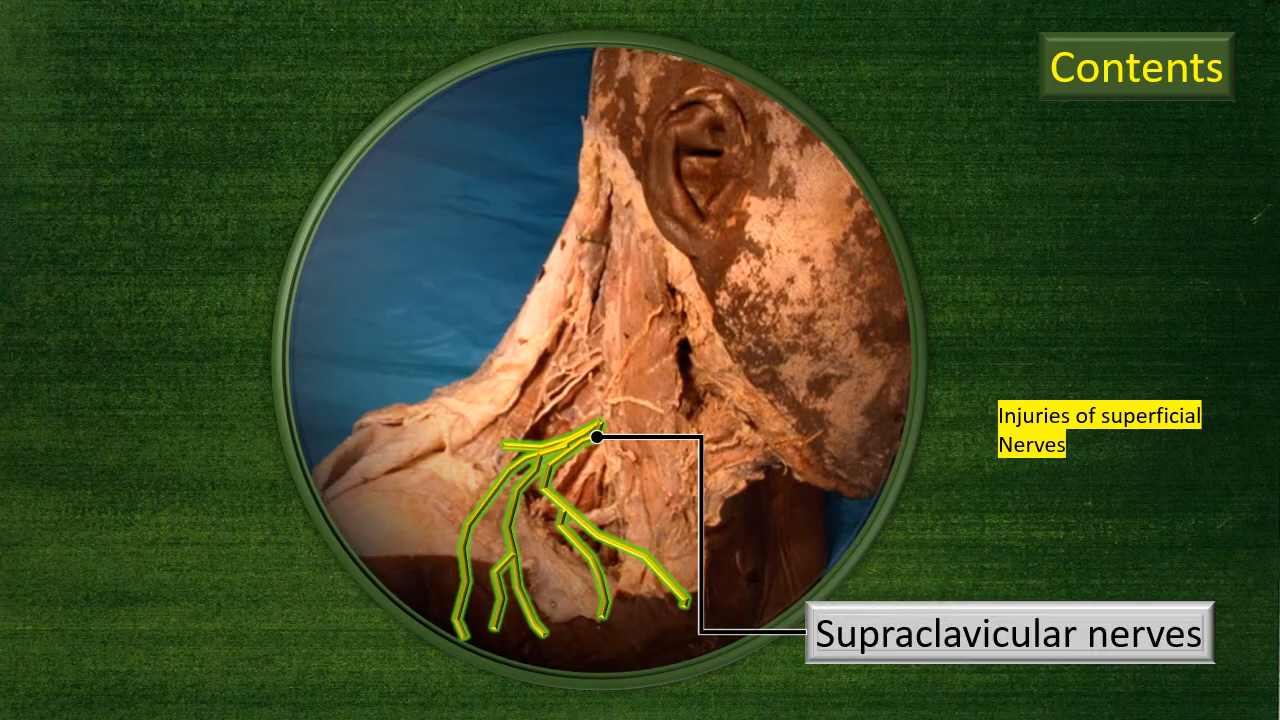 Contents
Injuries of superficial
Nerves
Supraclavicular nerves